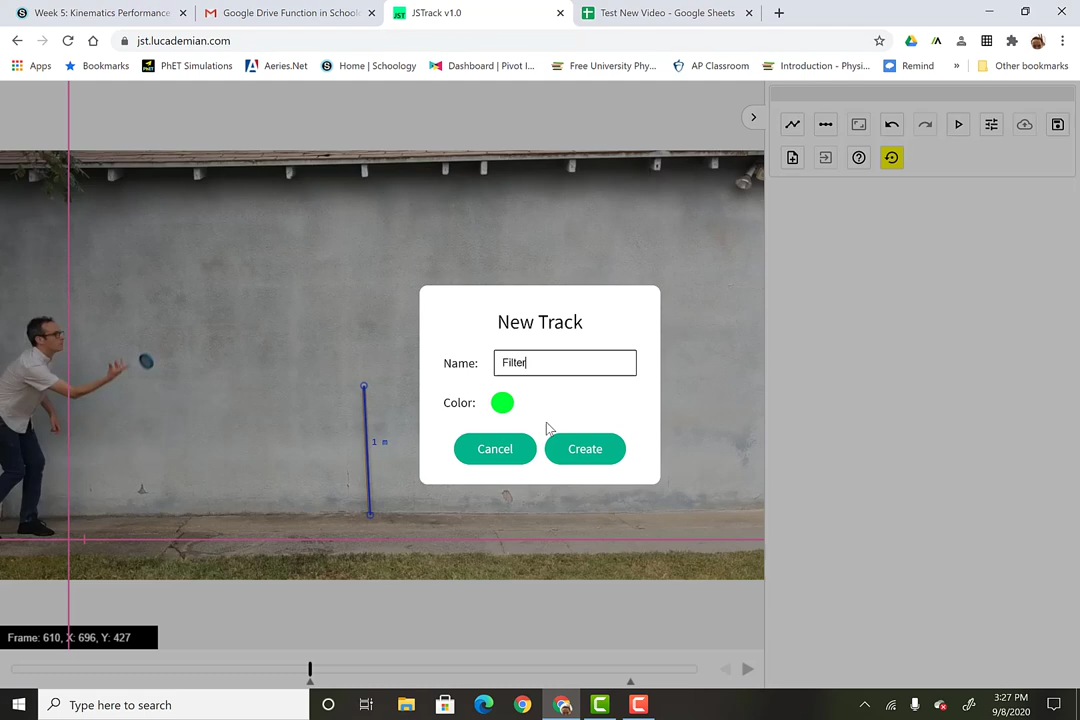 Week 5: Kinematics Performance
Google Drive Function in Schoolo
JSTrack v1.0
Test New Video - Google Sheets
jst.lucademian.com
Apps
Bookmarks
PhET Simulations
Aeries.Net
Home | Schoology
Dashboard | Pivot I...
Free University Phy...
AP Classroom
Introduction - Physi...
Remind
»
Other bookmarks
New Track
Name: Filter
Color:
Cancel
Create
1 m
Frame: 610, X: 696, Y: 427
Type here to search
3:27 PM
9/8/2020